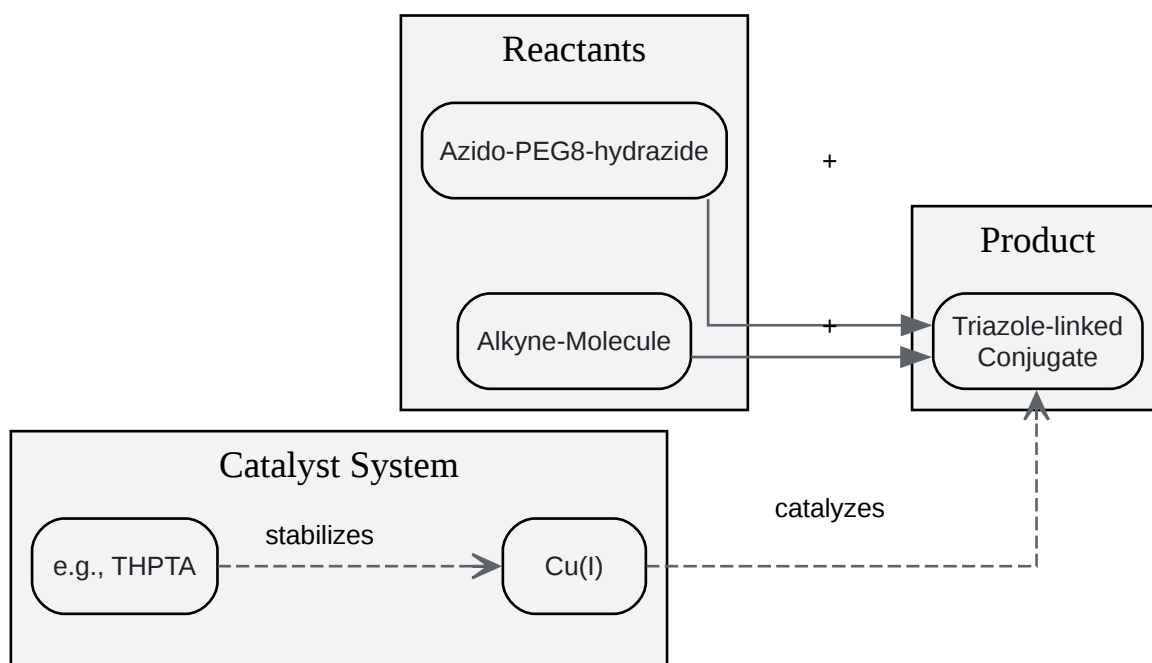 Reactants
Azido-PEG8-hydrazide
+
Product
Alkyne-Molecule
+
Triazole-linked
Conjugate
Catalyst System
stabilizes
catalyzes
e.g., THPTA
Cu(I)